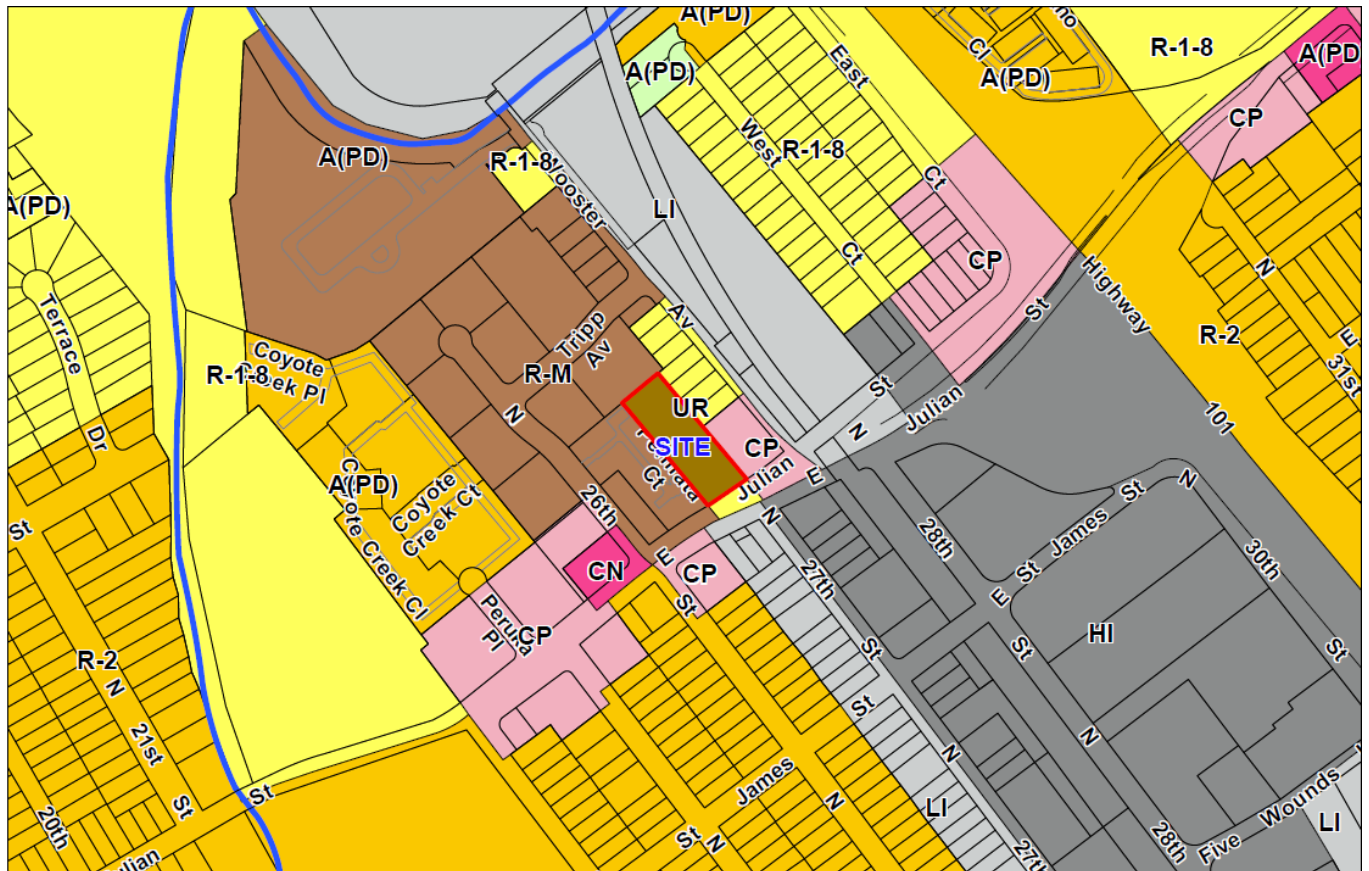 A(PD)
East
Cl
R-1-8
A(PD)
A(PD)
A(PD)
CP
A(PD)
R-1-8
Wooster
West
R-1-8
Ct
A(PD)
LI
Ct
CP
N
Highway
St
Terrace
Dr
Coyote
Creek Pl
R-1-8
Tripp
Av
Av
R-M
N
UR
SITE
Ct
CP
Julian
E
St
N
Julian
101
R-2
31st
E
A(PD)
Coyote
Creek Ct
Coyote Creek Cl
26th
N
27th
St
28th
E St James St
N
30th
St
St
CN
E
St
CP
Peruka
Pl
CP
HI
St
R-2
N
21st
St
20th
St
Julian
James
St
N
N
St
N
LI
27th
N
28th
Five Wounds
LI